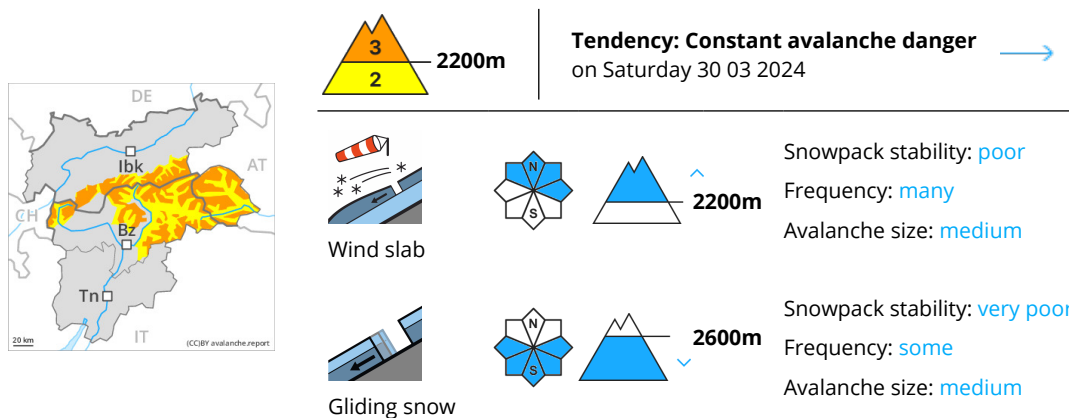 3
2
2200m
Tendency: Constant avalanche danger
on Saturday 30 03 2024
DE
Ibk
AT
CH
Bz
Tn
IT
20 km
(CC)BY avalanche.report
Wind slab
N
S
2200m
Snowpack stability: poor
Frequency: many
Avalanche size: medium
Gliding snow
N
S
2600m
Snowpack stability: very poor
Frequency: some
Avalanche size: medium